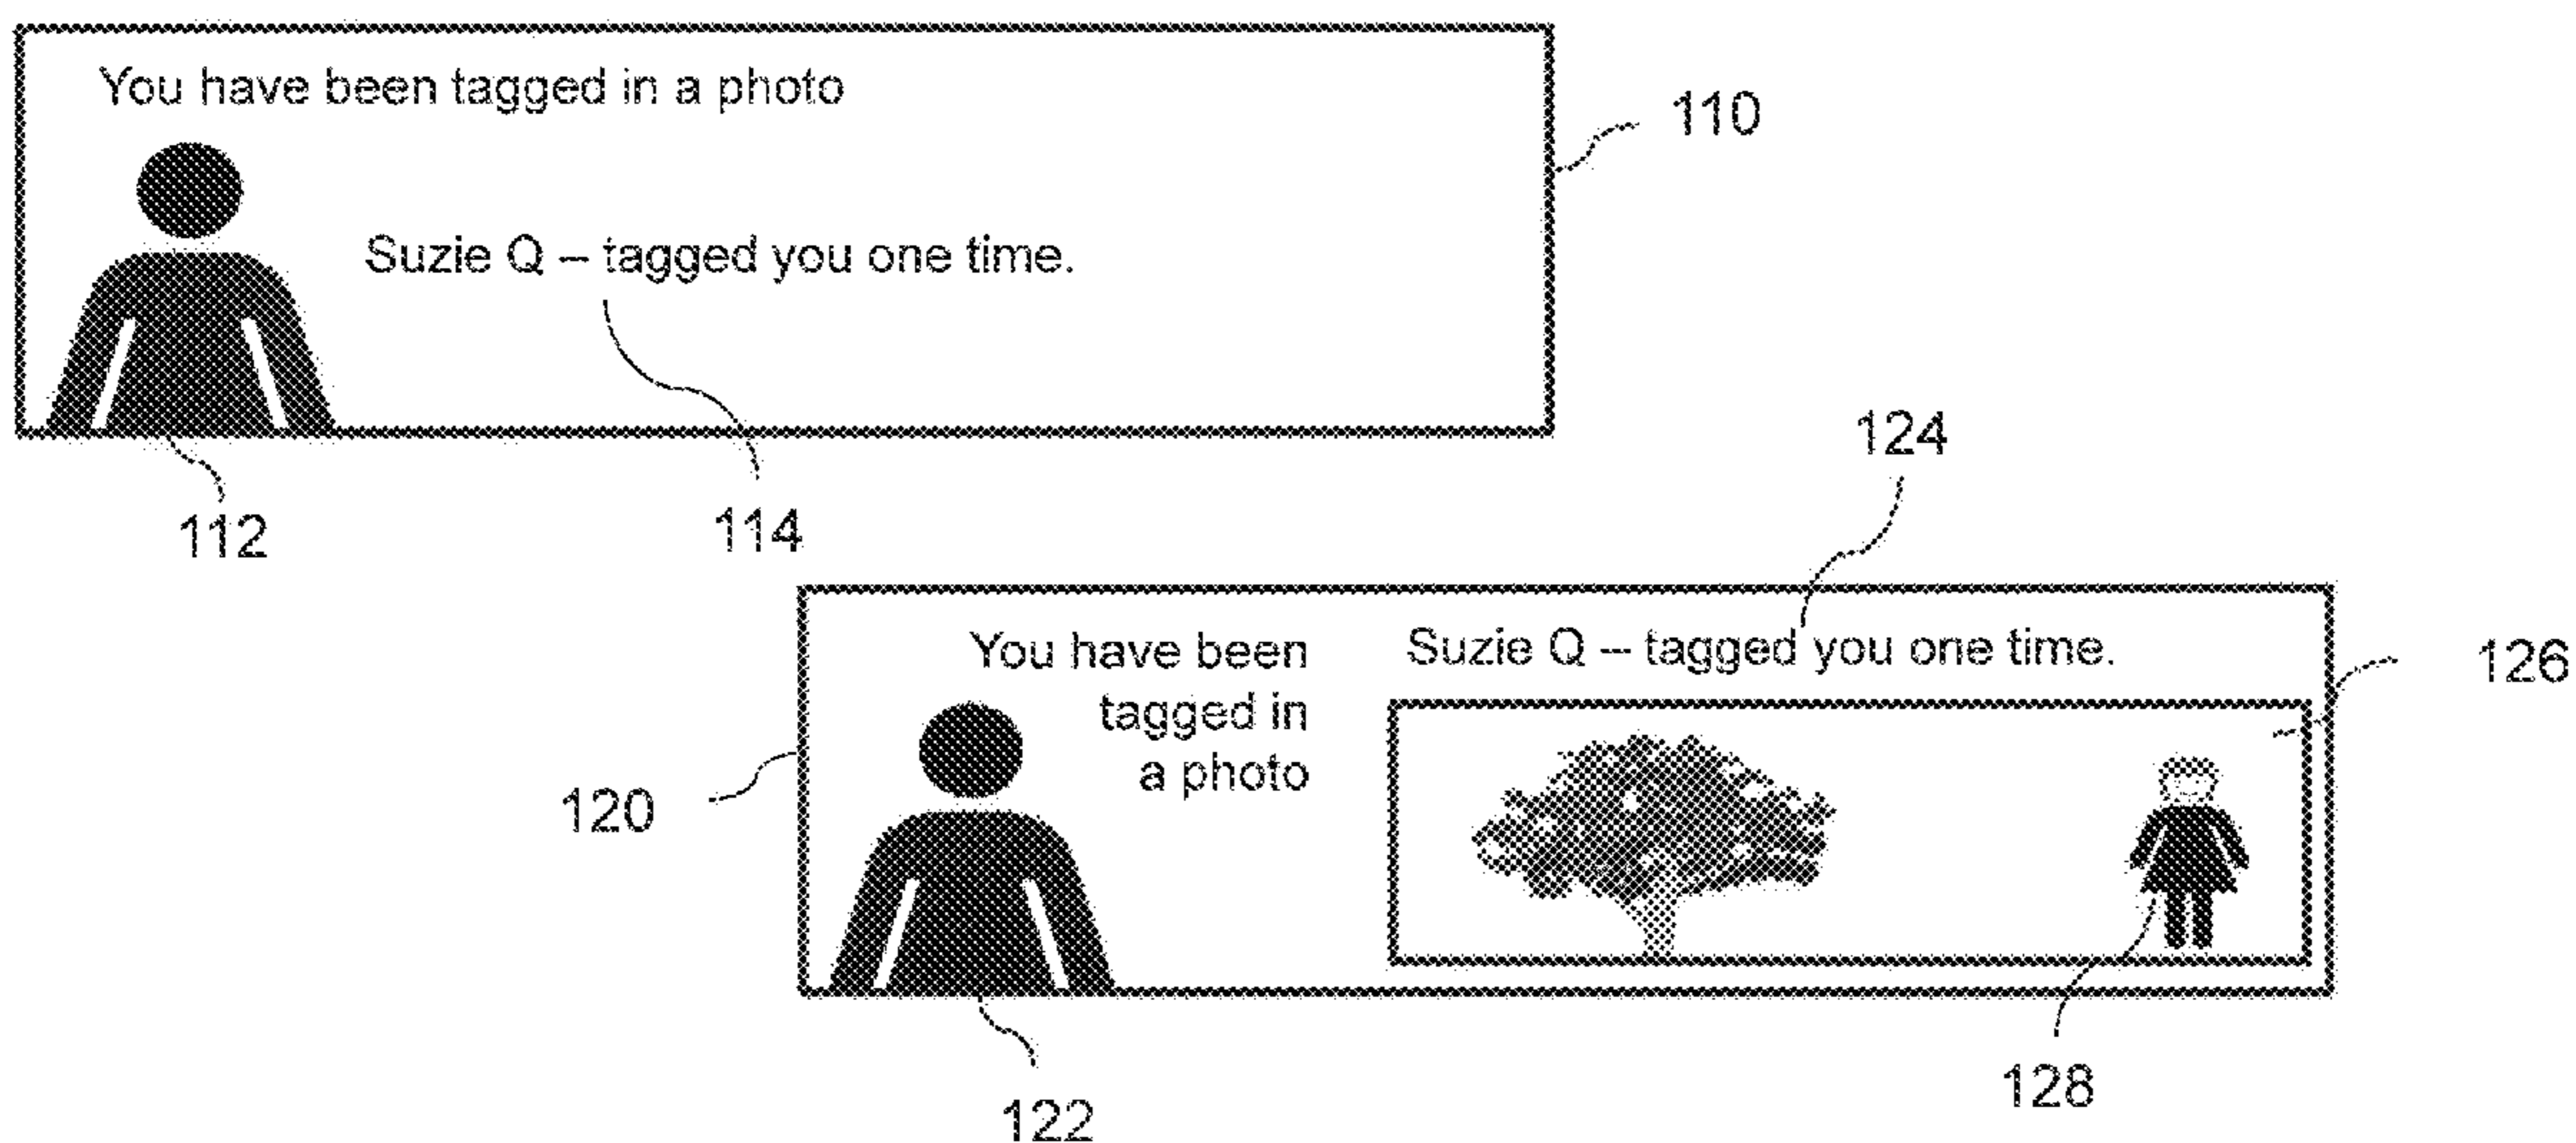 You have been tagged in a photo
110
Suzie Q – tagged you one time.
112
114
124
You have been
tagged in
a photo
Suzie Q – tagged you one time.
126
120
122
128